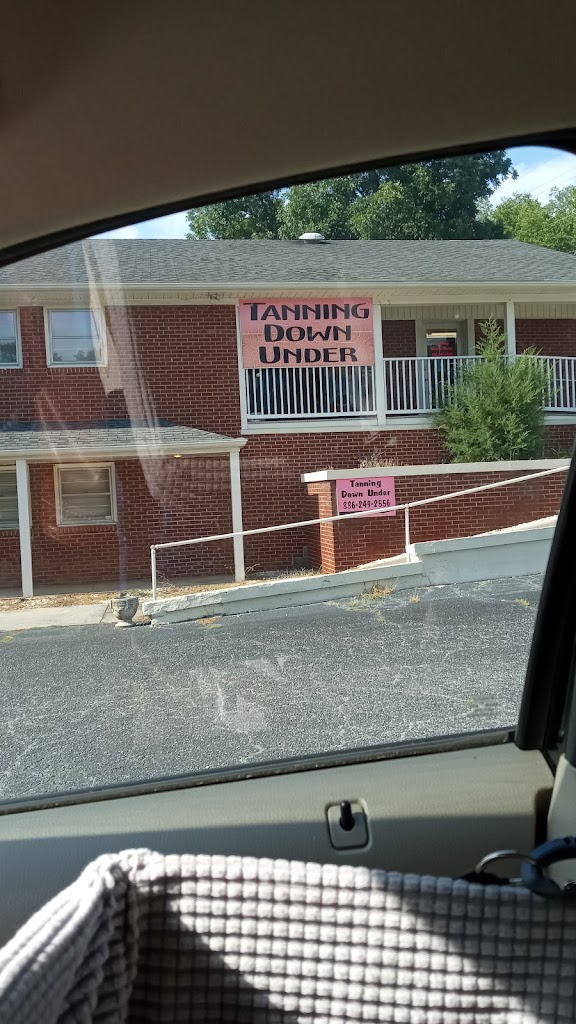 TANNING
DOWN
UNDER
Tanning
Down Under
336-249-2556